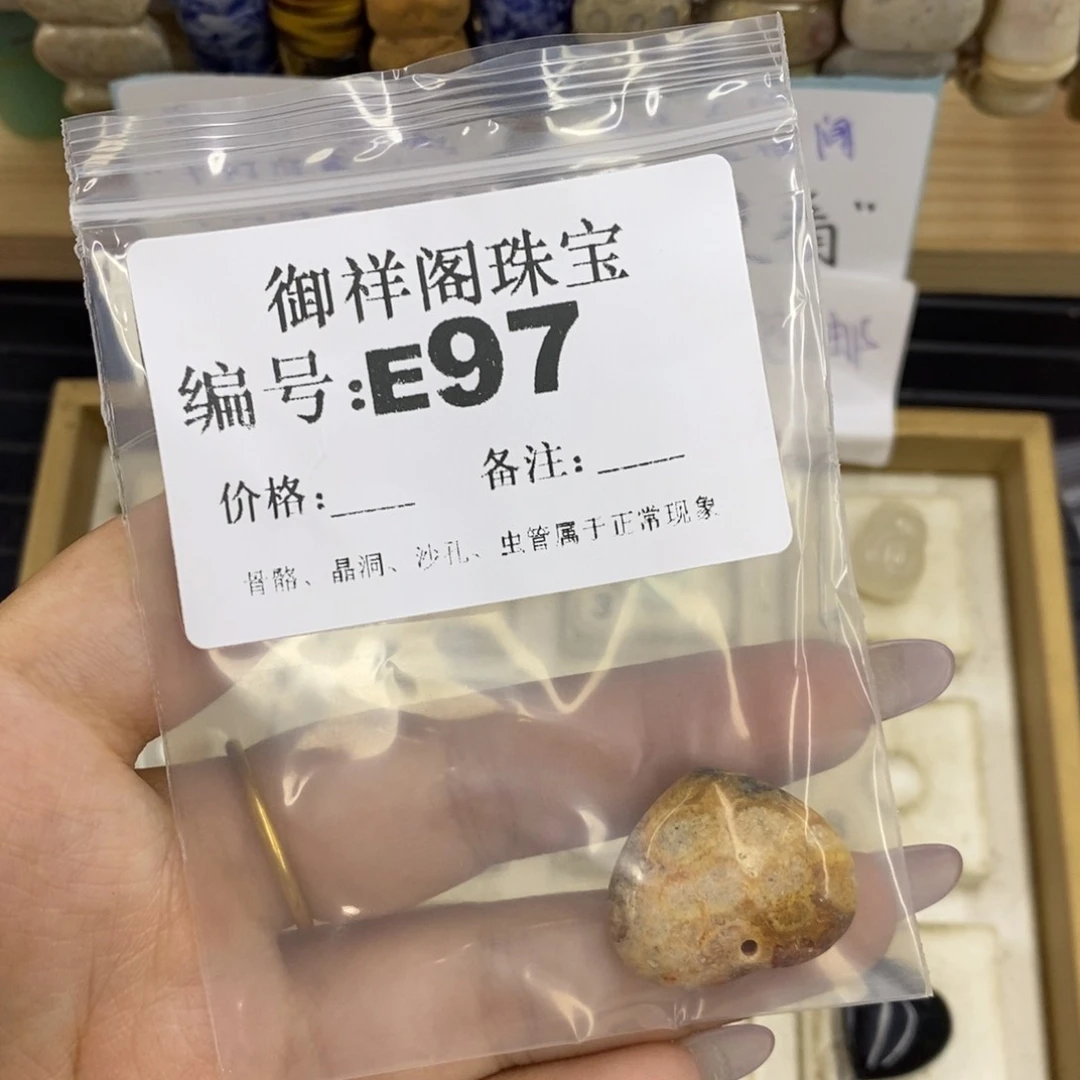 御祥阁珠宝
编号:E97
价格:____ 备注:____
骨骼、晶洞、沙孔、虫管属于正常现象